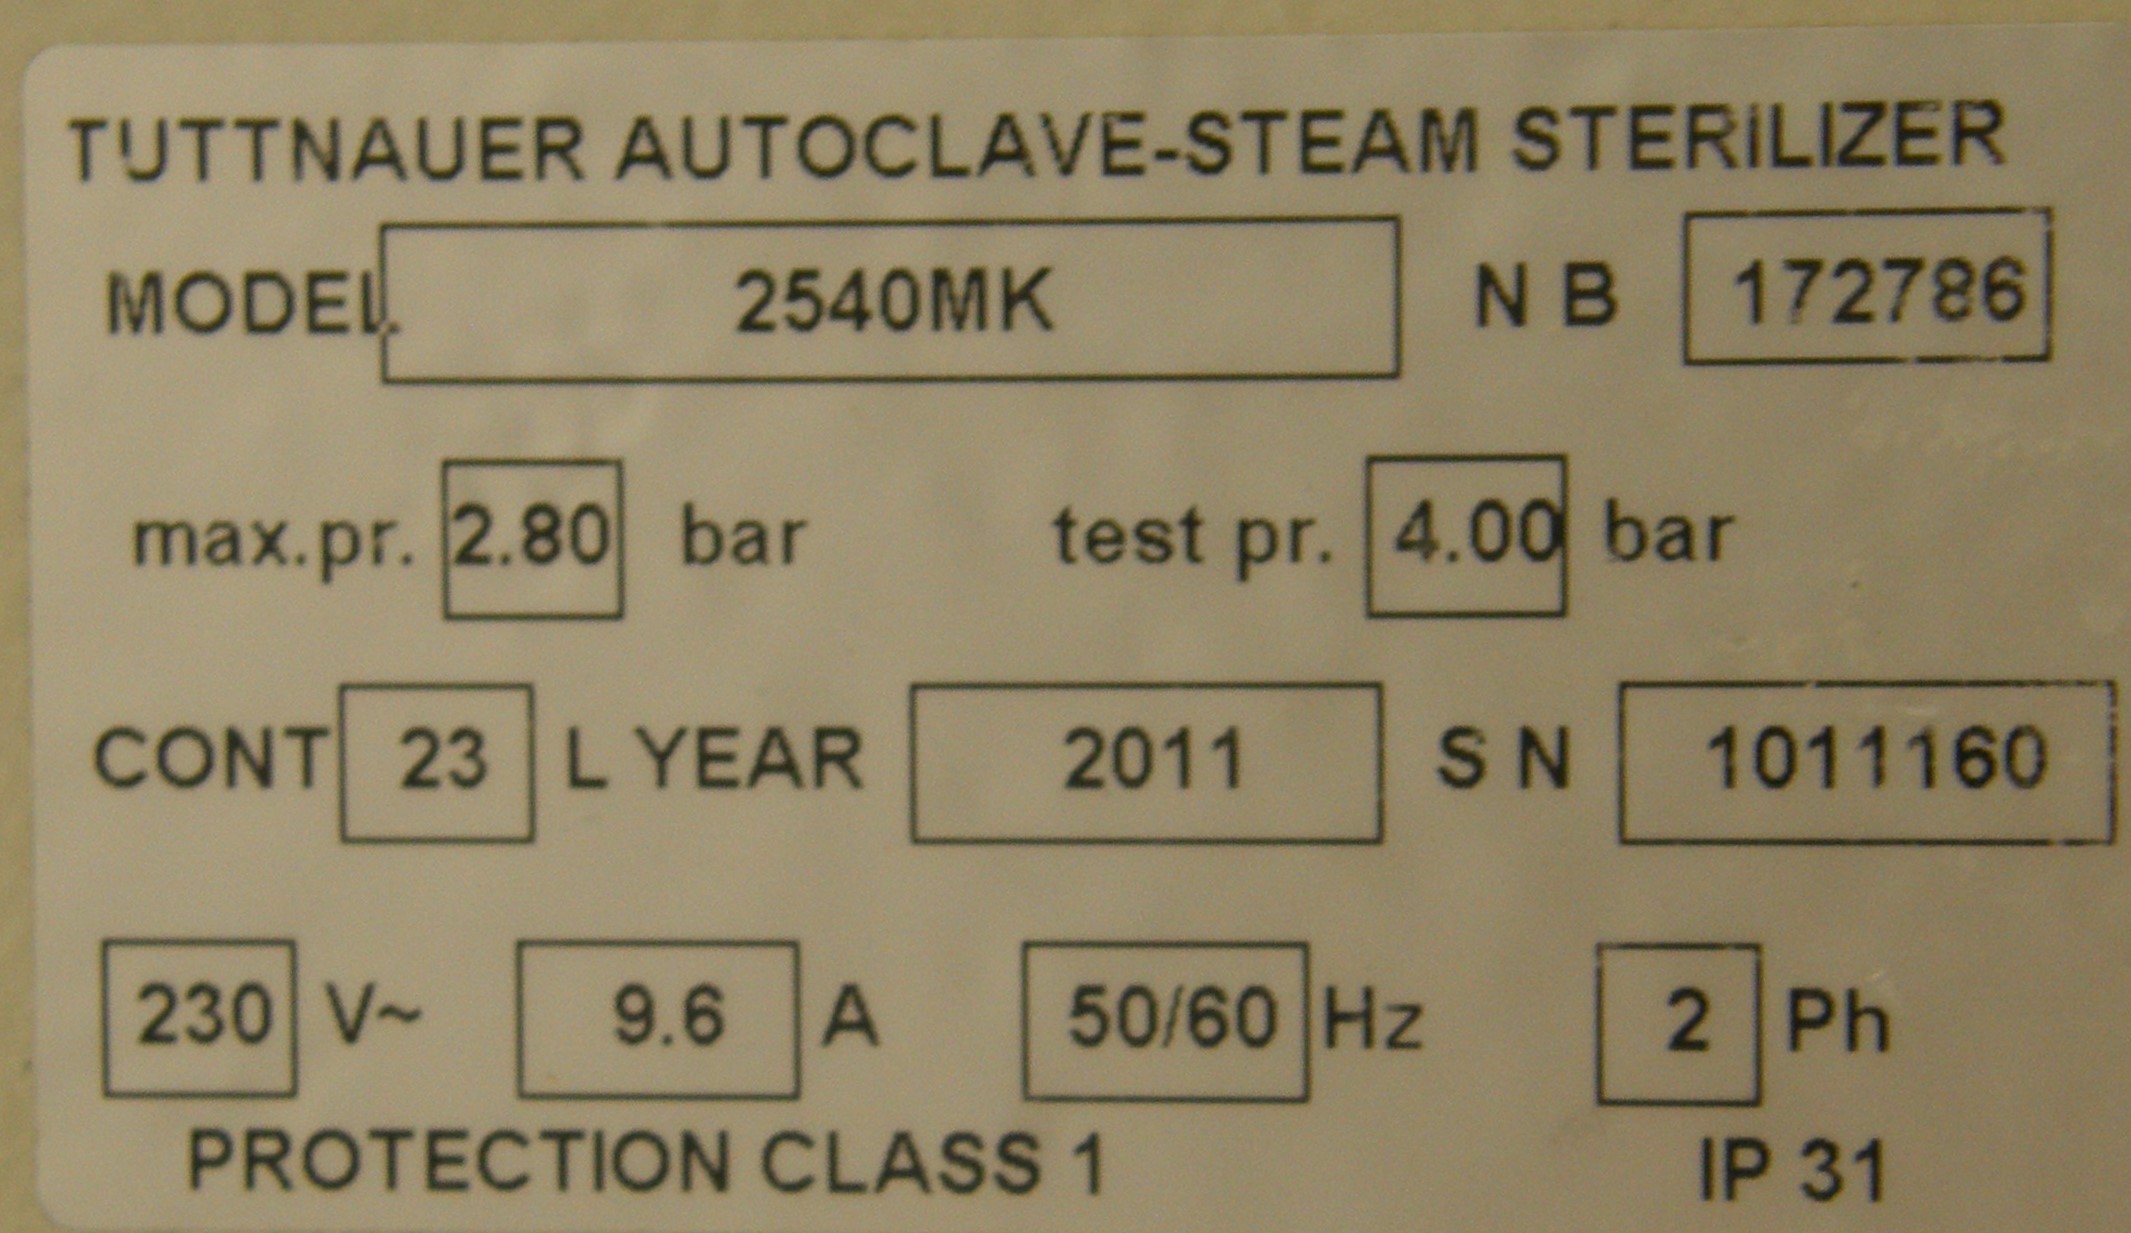 TUTTNAUER AUTOCLAVE-STEAM STERILIZER
MODEL. 2540MK N B 172786
max.pr. 2.80 bar test pr. 4.00 bar
CONT 23 L YEAR 2011 S N 1011160
230 V~ 9.6 A 50/60 Hz 2 Ph
PROTECTION CLASS 1 IP 31